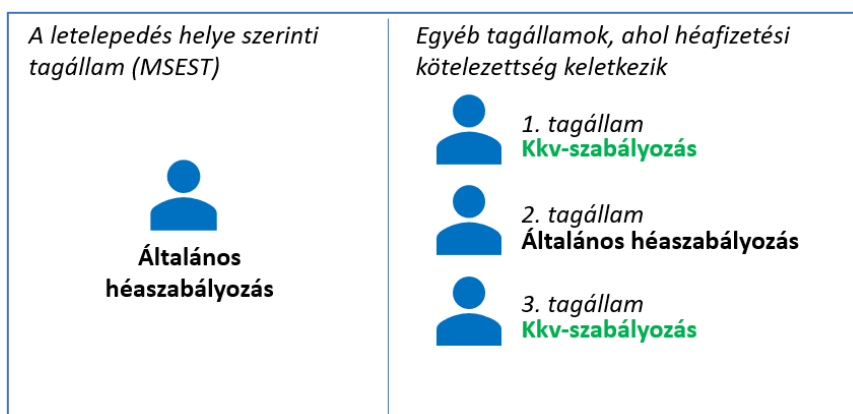 A letelepedés helye szerinti
tagállam (MSEST)
Általános
héaszabályozás
Egyéb tagállamok, ahol héafizetési
kötelezettség keletkezik
1. tagállam
Kkv-szabályozás
2. tagállam
Általános héaszabályozás
3. tagállam
Kkv-szabályozás